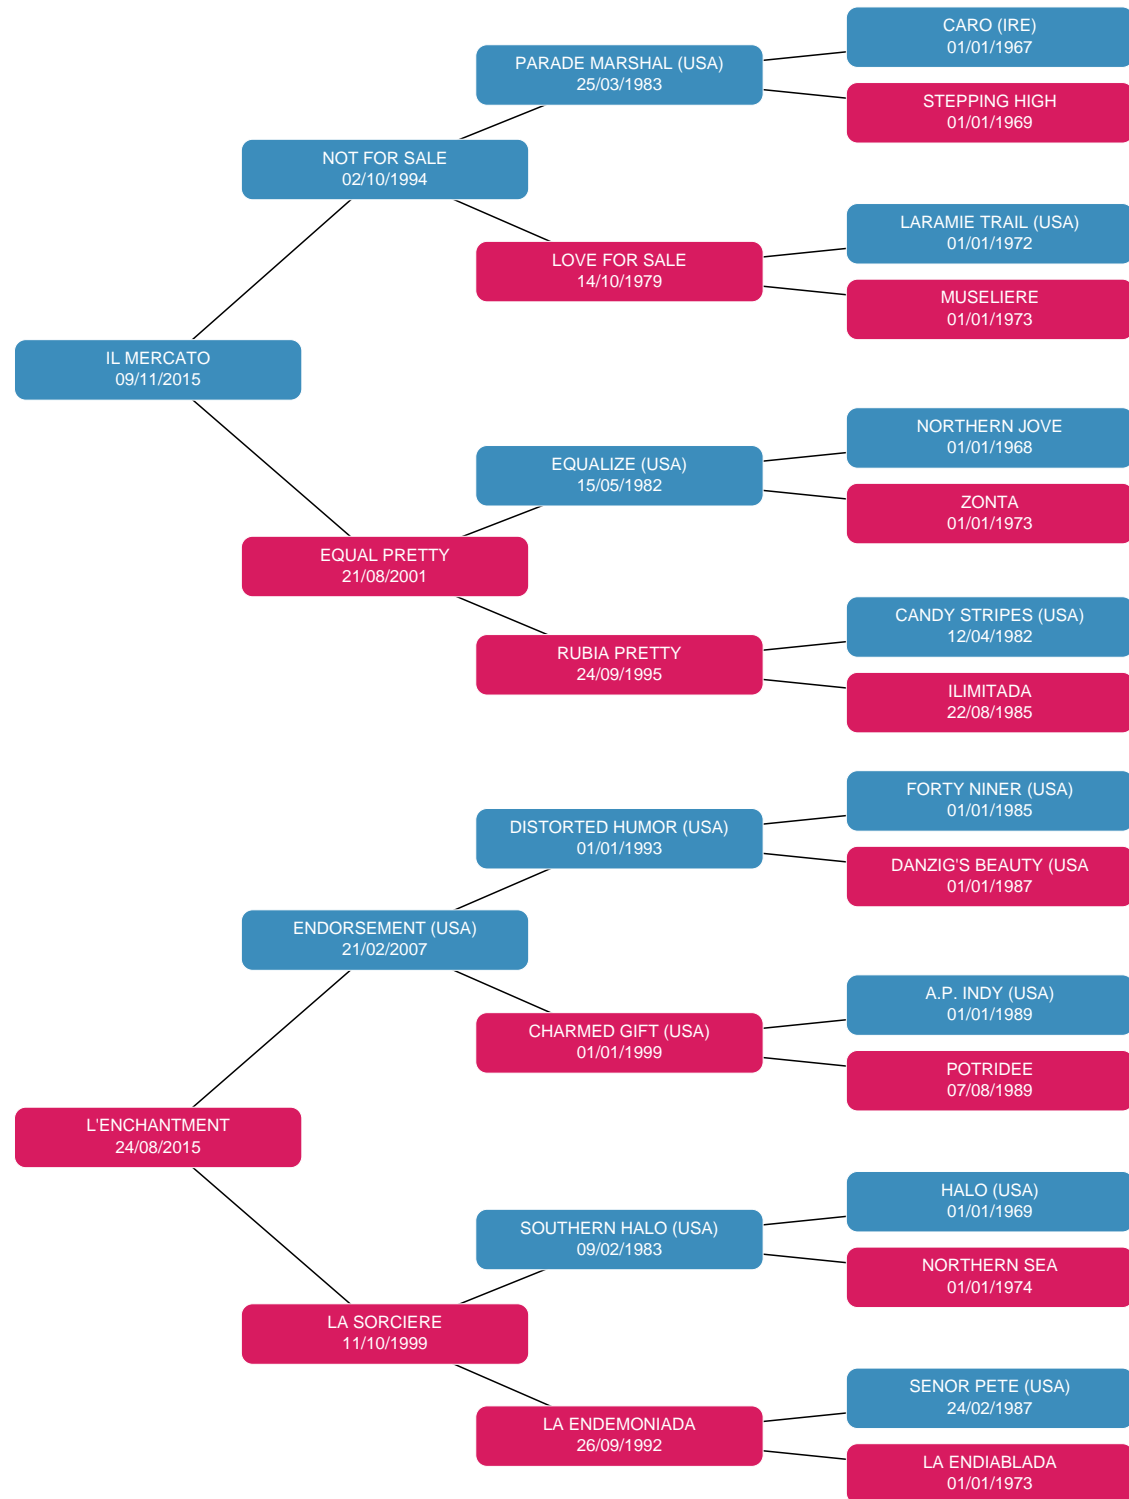 CARO (IRE)
01/01/1967
PARADE MARSHAL (USA)
25/03/1983
STEPPING HIGH
01/01/1969
NOT FOR SALE
02/10/1994
LARAMIE TRAIL (USA)
01/01/1972
LOVE FOR SALE
14/10/1979
MUSELIERE
01/01/1973
IL MERCATO
09/11/2015
NORTHERN JOVE
01/01/1968
EQUALIZE (USA)
15/05/1982
ZONTA
01/01/1973
EQUAL PRETTY
21/08/2001
CANDY STRIPES (USA)
12/04/1982
RUBIA PRETTY
24/09/1995
ILIMITADA
22/08/1985
FORTY NINER (USA)
01/01/1985
DISTORTED HUMOR (USA)
01/01/1993
DANZIG'S BEAUTY (USA
01/01/1987
ENDORSEMENT (USA)
21/02/2007
A.P. INDY (USA)
01/01/1989
CHARMED GIFT (USA)
01/01/1999
POTRIDEE
07/08/1989
L'ENCHANTMENT
24/08/2015
HALO (USA)
01/01/1969
SOUTHERN HALO (USA)
09/02/1983
NORTHERN SEA
01/01/1974
LA SORCIERE
11/10/1999
SENOR PETE (USA)
24/02/1987
LA ENDEMONIADA
26/09/1992
LA ENDIABLADA
01/01/1973